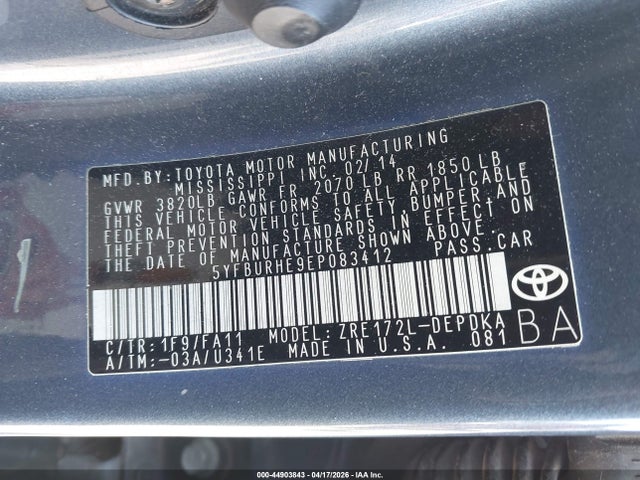 MFD.BY: TOYOTA MOTOR MANUFACTURING
MISSISSIPPI INC. 02/14
GVWR 3820LB GAWR FR 2070 LB RR 1850 LB
THIS VEHICLE CONFORMS TO ALL APPLICABLE
FEDERAL MOTOR VEHICLE SAFETY, BUMPER AND
THEFT PREVENTION STANDARDS IN EFFECT ON
THE DATE OF MANUFACTURE SHOWN ABOVE.
5YFBURHE9EP083412 PASS.CAR
C/TR: 1F9/FA11 MODEL: ZRE172L-DEPDKA
A/TM: -03A/U341E MADE IN U.S.A. 081
TOYOTA
BA
000-44903843 - 04/17/2026 - IAA Inc.